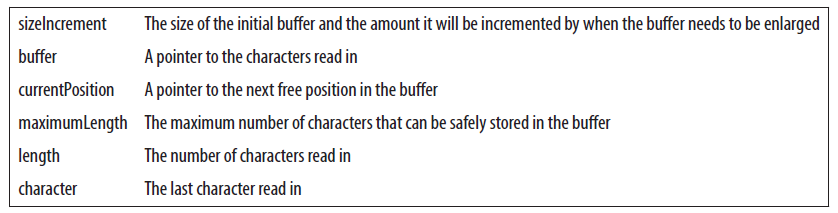 sizeIncrement The size of the initial buffer and the amount it will be incremented by when the buffer needs to be enlarged
buffer A pointer to the characters read in
currentPosition A pointer to the next free position in the buffer
maximumLength The maximum number of characters that can be safely stored in the buffer
length The number of characters read in
character The last character read in